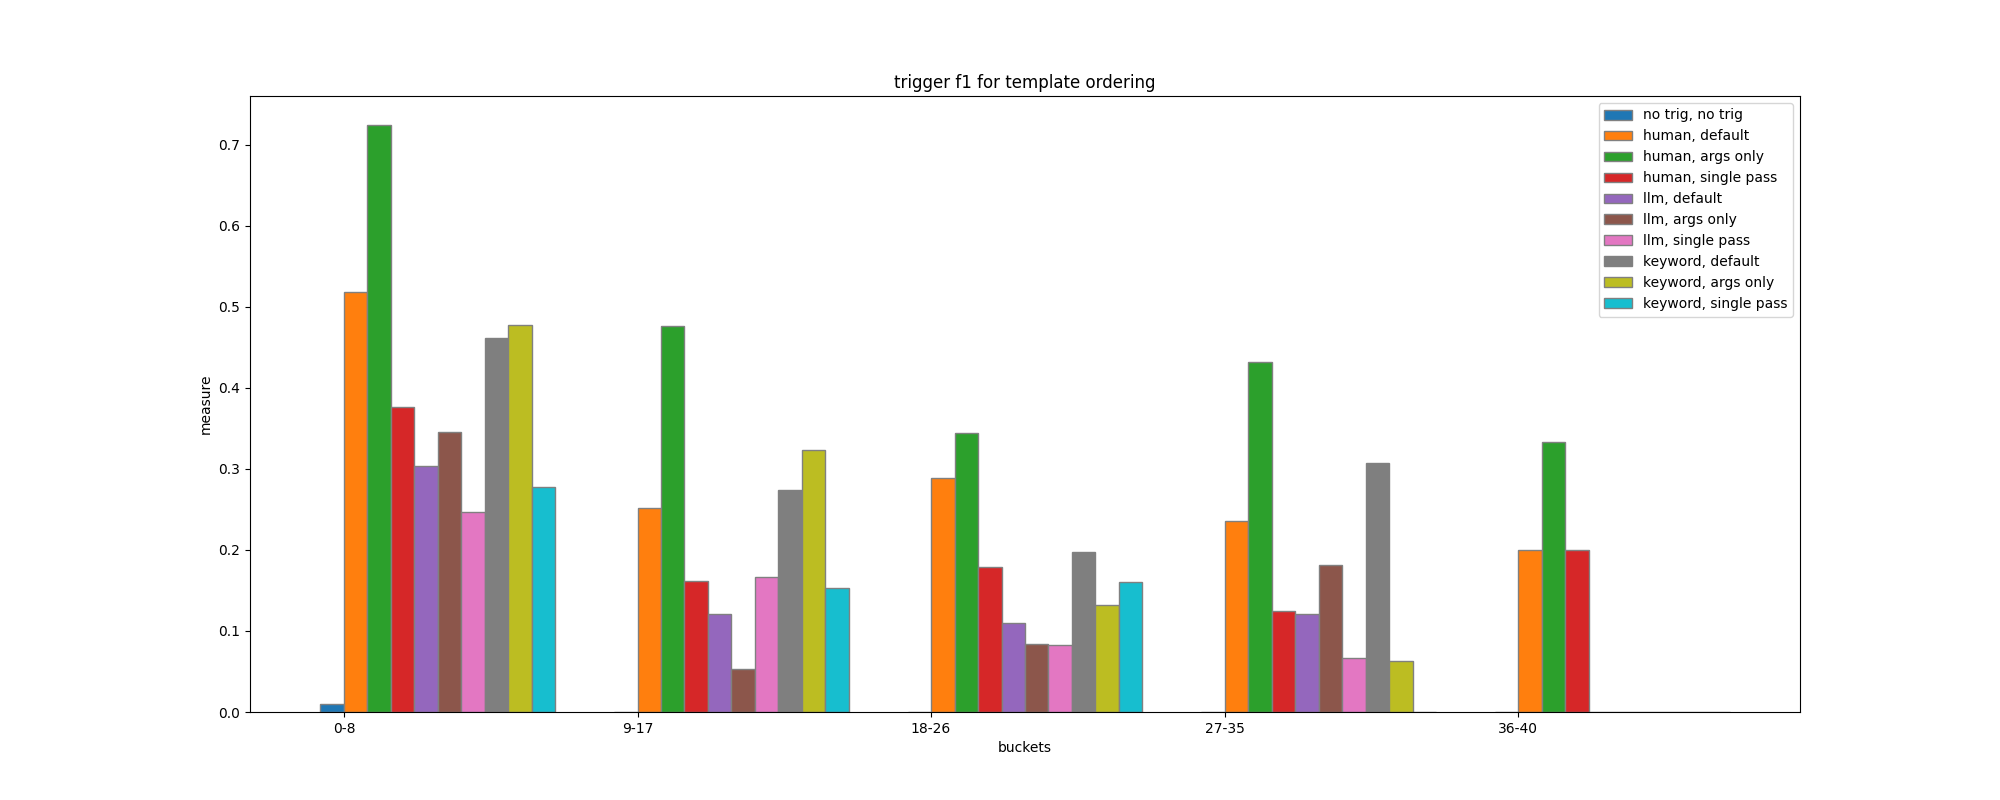 trigger f1 for template ordering
0.7
0.6
0.5
0.4
0.3
0.2
0.1
0.0
measure
0-8
9-17
18-26
27-35
36-40
buckets
no trig, no trig
human, default
human, args only
human, single pass
llm, default
llm, args only
llm, single pass
keyword, default
keyword, args only
keyword, single pass